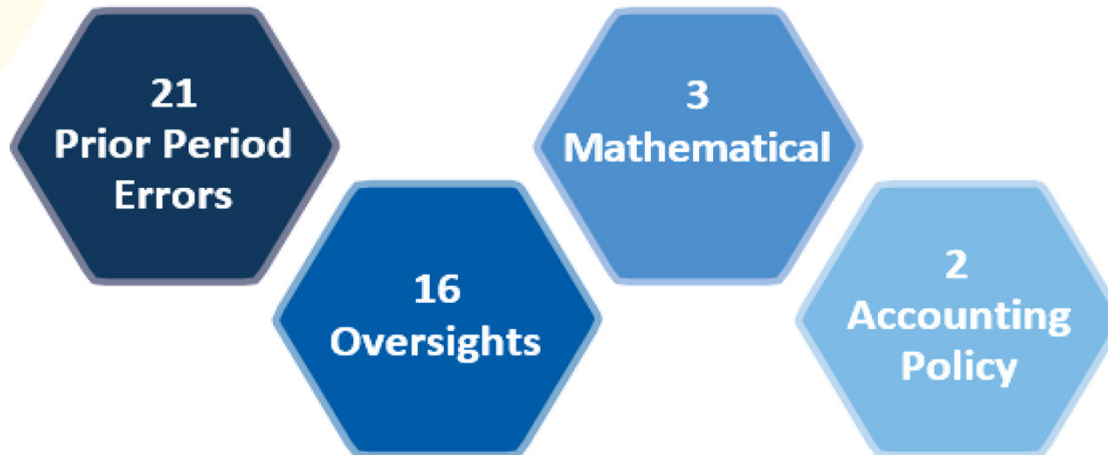 21
Prior Period
Errors
16
Oversights
3
Mathematical
2
Accounting
Policy